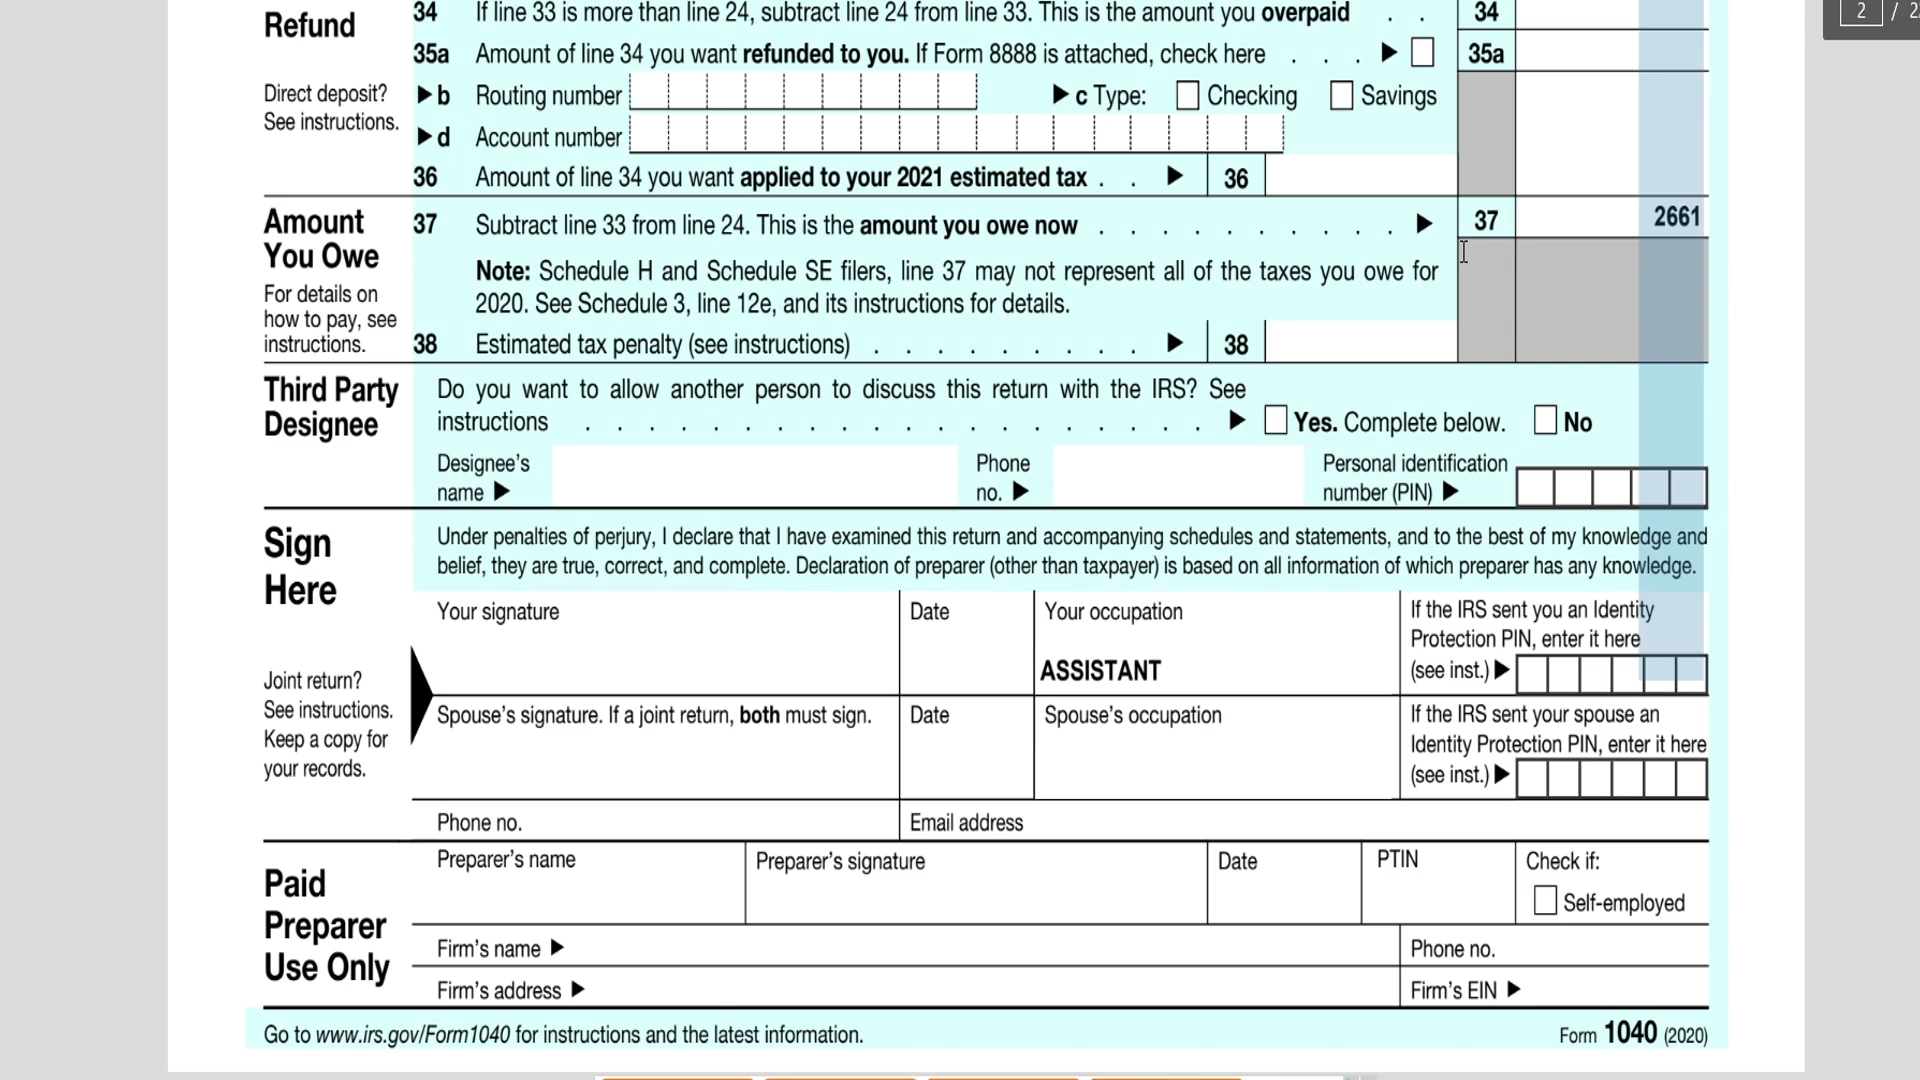 2 / 2
Refund
34 If line 33 is more than line 24, subtract line 24 from line 33. This is the amount you overpaid . . 34
35a Amount of line 34 you want refunded to you. If Form 8888 is attached, check here . . . ▶ 35a
Direct deposit?
See instructions.
▶ b Routing number ▶ c Type: Checking Savings
▶ d Account number
36 Amount of line 34 you want applied to your 2021 estimated tax . . ▶ 36
Amount
You Owe
For details on
how to pay, see
instructions.
37 Subtract line 33 from line 24. This is the amount you owe now . . . . . . . . . . ▶ 37 2661
Note: Schedule H and Schedule SE filers, line 37 may not represent all of the taxes you owe for
2020. See Schedule 3, line 12e, and its instructions for details.
38 Estimated tax penalty (see instructions) . . . . . . . . . ▶ 38
Third Party
Designee
Do you want to allow another person to discuss this return with the IRS? See
instructions . . . . . . . . . . . . . . . . . . . . ▶ Yes. Complete below. No
Designee's
name ▶
Phone
no. ▶
Personal identification
number (PIN) ▶
Sign
Here
Under penalties of perjury, I declare that I have examined this return and accompanying schedules and statements, and to the best of my knowledge and
belief, they are true, correct, and complete. Declaration of preparer (other than taxpayer) is based on all information of which preparer has any knowledge.
Joint return?
See instructions.
Keep a copy for
your records.
Your signature
Date
Your occupation
ASSISTANT
If the IRS sent you an Identity
Protection PIN, enter it here
(see inst.) ▶
Spouse's signature. If a joint return, both must sign.
Date
Spouse's occupation
If the IRS sent your spouse an
Identity Protection PIN, enter it here
(see inst.) ▶
Phone no.
Email address
Paid
Preparer
Use Only
Preparer's name
Preparer's signature
Date
PTIN
Check if:
Self-employed
Firm's name ▶
Phone no.
Firm's address ▶
Firm's EIN ▶
Go to www.irs.gov/Form1040 for instructions and the latest information.
Form 1040 (2020)